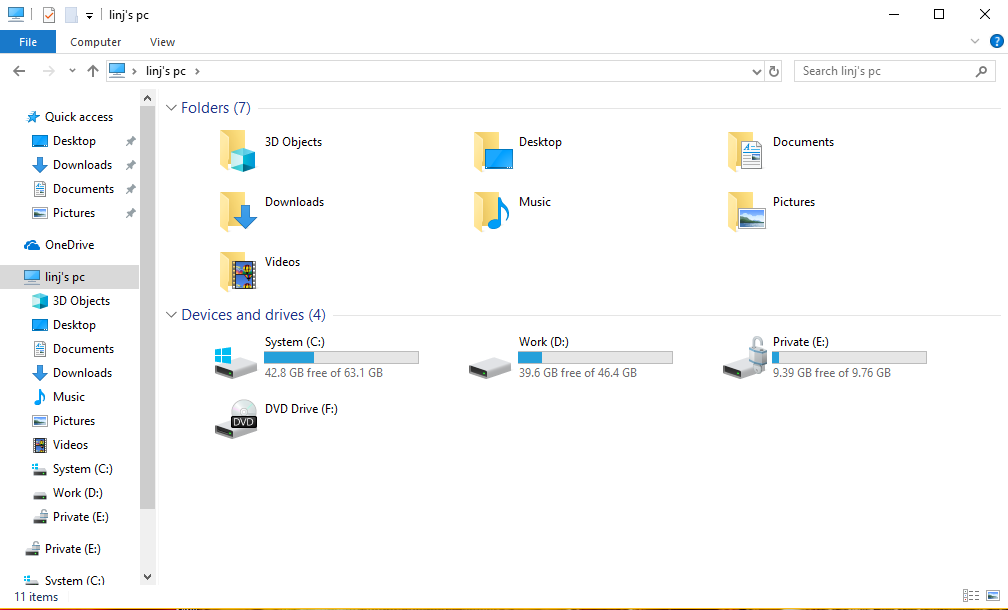 linj's pc
File Computer View
linj's pc
Search linj's pc
Quick access
Desktop
Downloads
Documents
Pictures
OneDrive
linj's pc
3D Objects
Desktop
Documents
Downloads
Music
Pictures
Videos
System (C:)
Work (D:)
Private (E:)
Private (E:)
System (C:)
Folders (7)
3D Objects
Desktop
Documents
Downloads
Music
Pictures
Videos
Devices and drives (4)
System (C:)
42.8 GB free of 63.1 GB
Work (D:)
39.6 GB free of 46.4 GB
Private (E:)
9.39 GB free of 9.76 GB
DVD
DVD Drive (F:)
11 items